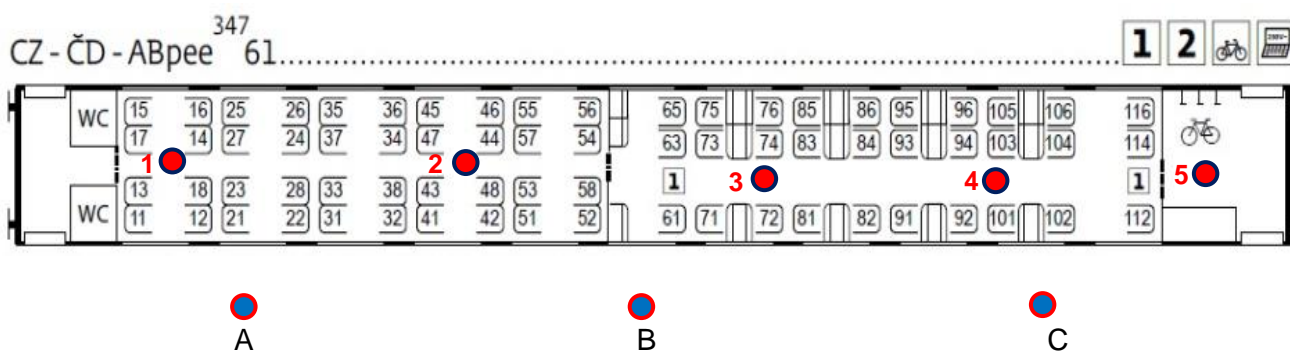 CZ - ČD - ABpee 347 61 1 2 230V~
WC 15 16 25 26 35 36 45 46 55 56 65 75 76 85 86 95 96 105 106 116
17 14 27 24 37 34 47 44 57 54 63 73 74 83 84 93 94 103 104 114
1 2 1 3 4 1 5
WC 13 18 23 28 33 38 43 48 53 58
11 12 21 22 31 32 41 42 51 52 61 71 72 81 82 91 92 101 102 112
A B C